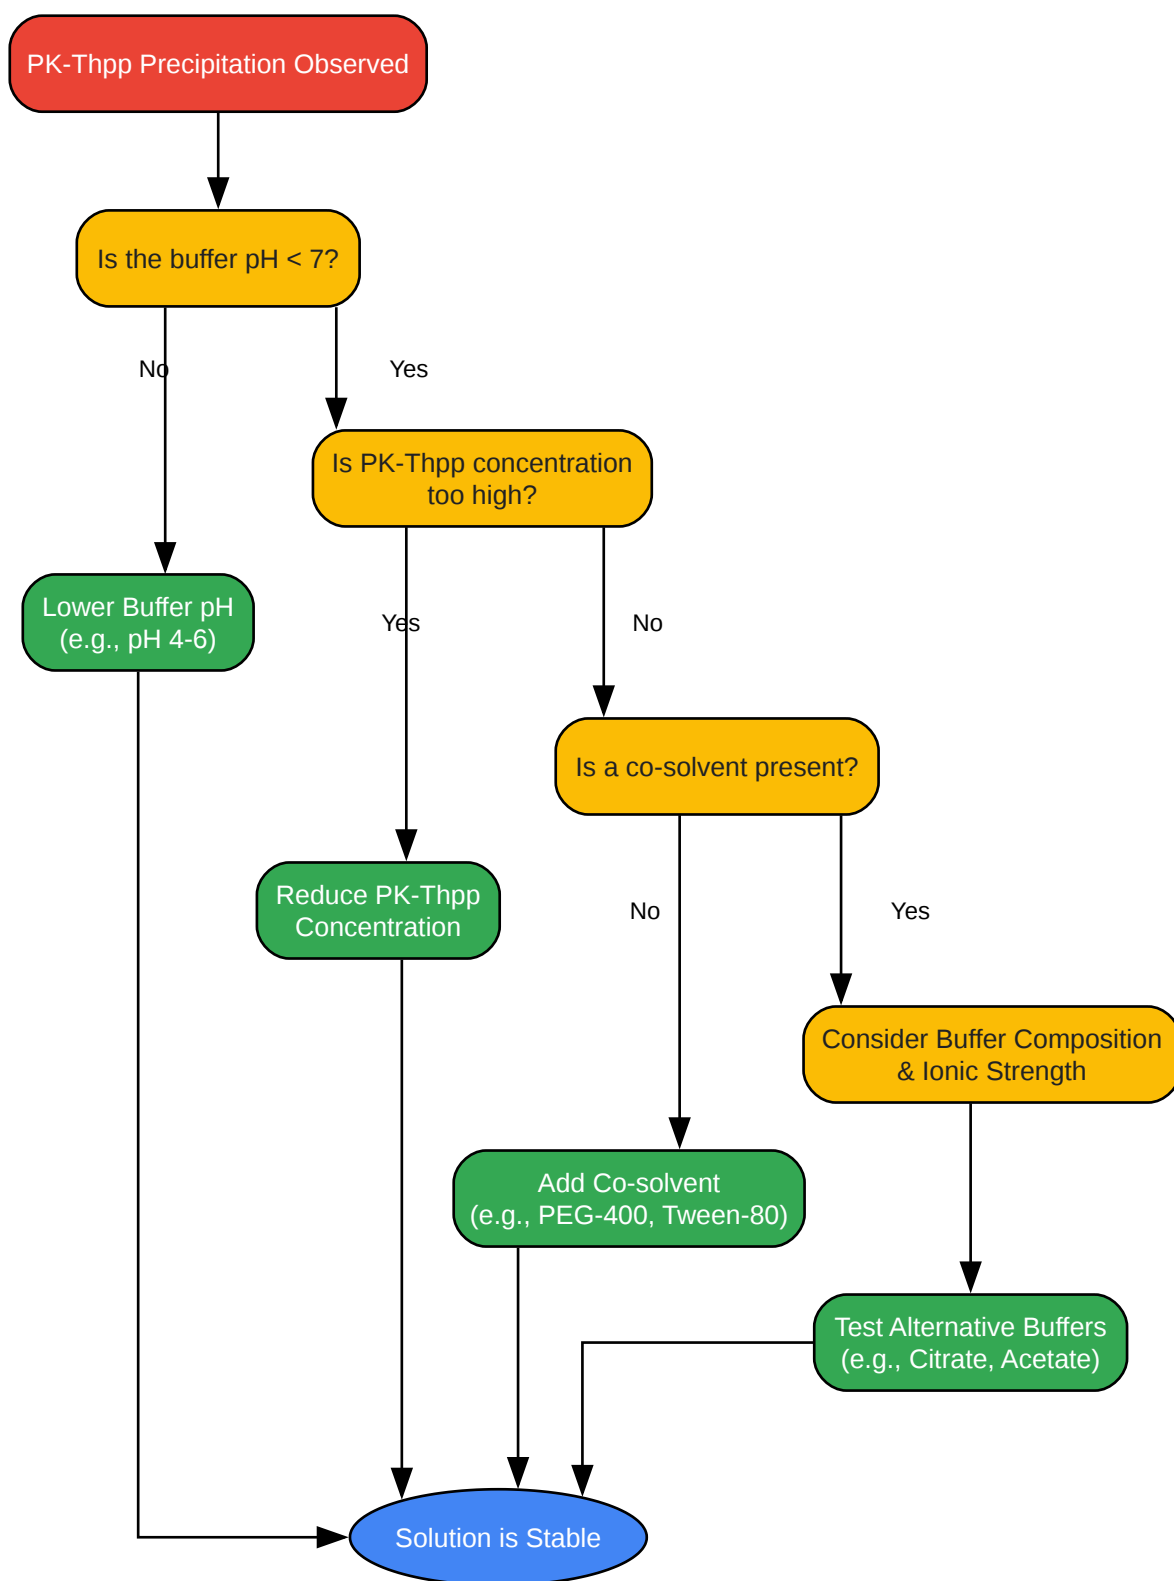 PK-Thpp Precipitation Observed
Is the buffer pH < 7?
No
Yes
Is PK-Thpp concentration
too high?
Lower Buffer pH
(e.g., pH 4-6)
Yes
No
Is a co-solvent present?
Reduce PK-Thpp
Concentration
No
Yes
Consider Buffer Composition
& Ionic Strength
Add Co-solvent
(e.g., PEG-400, Tween-80)
Test Alternative Buffers
(e.g., Citrate, Acetate)
Solution is Stable